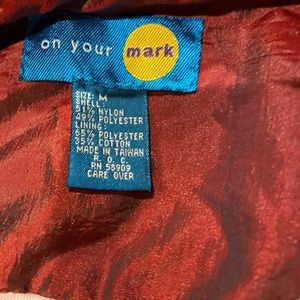 on your mark
SIZE: M
SHELL:
51% NYLON
49% POLYESTER
LINING:
65% POLYESTER
35% COTTON
MADE IN TAIWAN
R. O. C.
RN 58909
CARE OVER